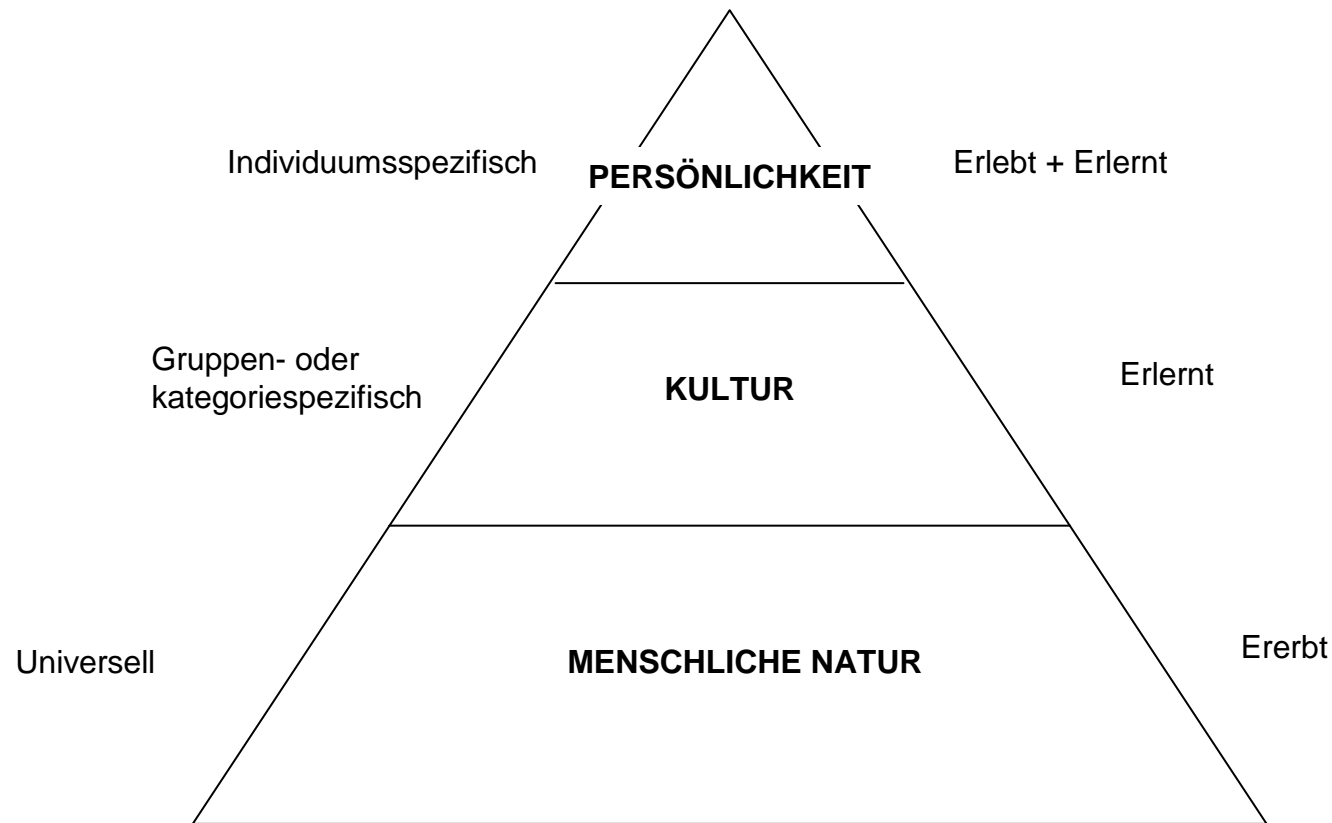 Individuumsspezifisch
PERSÖNLICHKEIT
Erlebt + Erlernt
Gruppen- oder
kategoriespezifisch
KULTUR
Erlernt
Universell
MENSCHLICHE NATUR
Ererbt